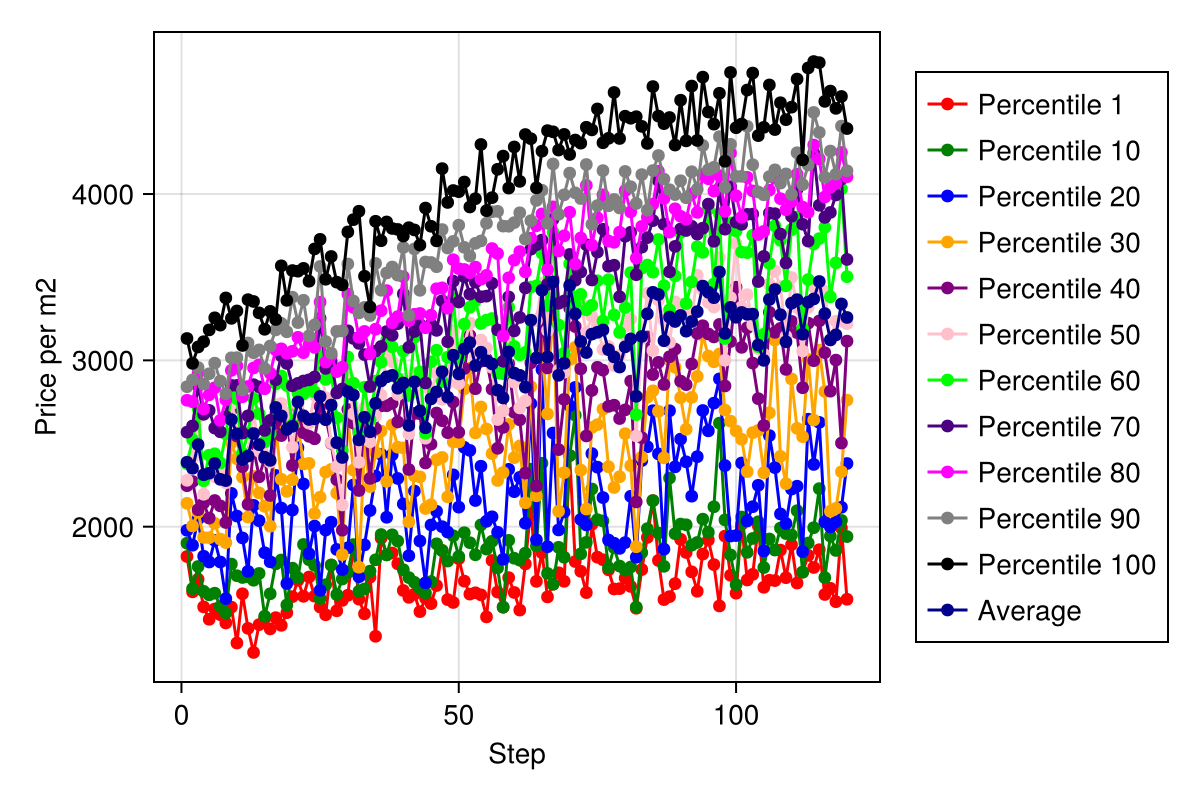 Price per m2
4000
3000
2000
0
50
100
Step
Percentile 1
Percentile 10
Percentile 20
Percentile 30
Percentile 40
Percentile 50
Percentile 60
Percentile 70
Percentile 80
Percentile 90
Percentile 100
Average